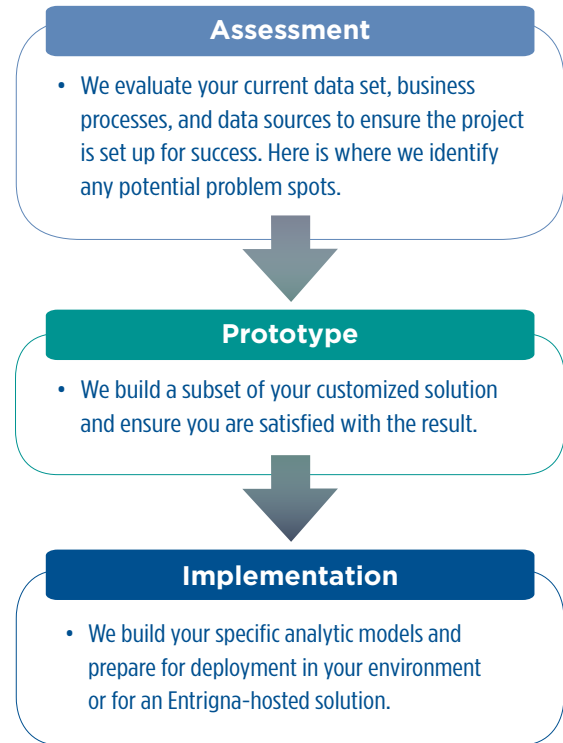 Assessment
• We evaluate your current data set, business
processes, and data sources to ensure the project
is set up for success. Here is where we identify
any potential problem spots.
Prototype
• We build a subset of your customized solution
and ensure you are satisfied with the result.
Implementation
• We build your specific analytic models and
prepare for deployment in your environment
or for an Entrigna-hosted solution.